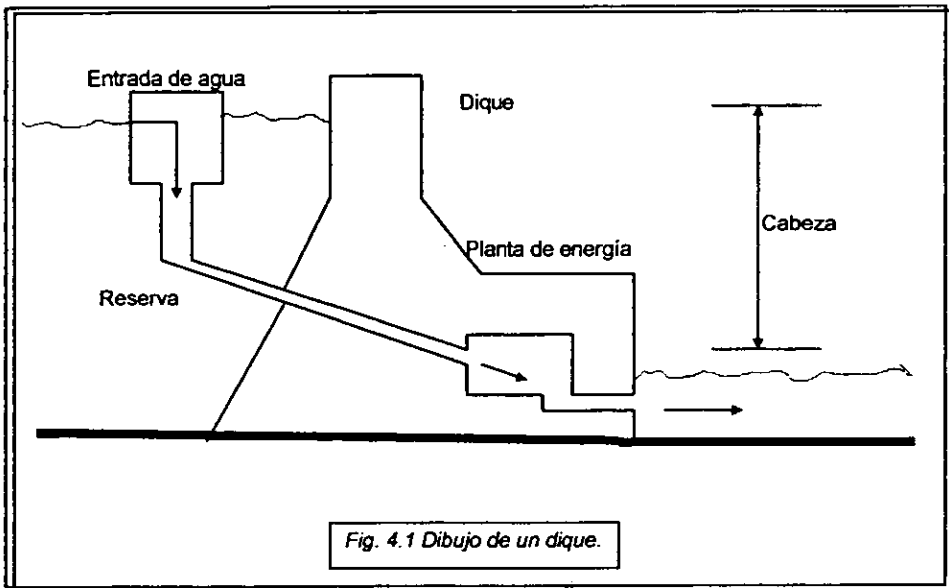 Entrada de agua
Dique
Cabeza
Planta de energía
Reserva
Fig. 4.1 Dibujo de un dique.